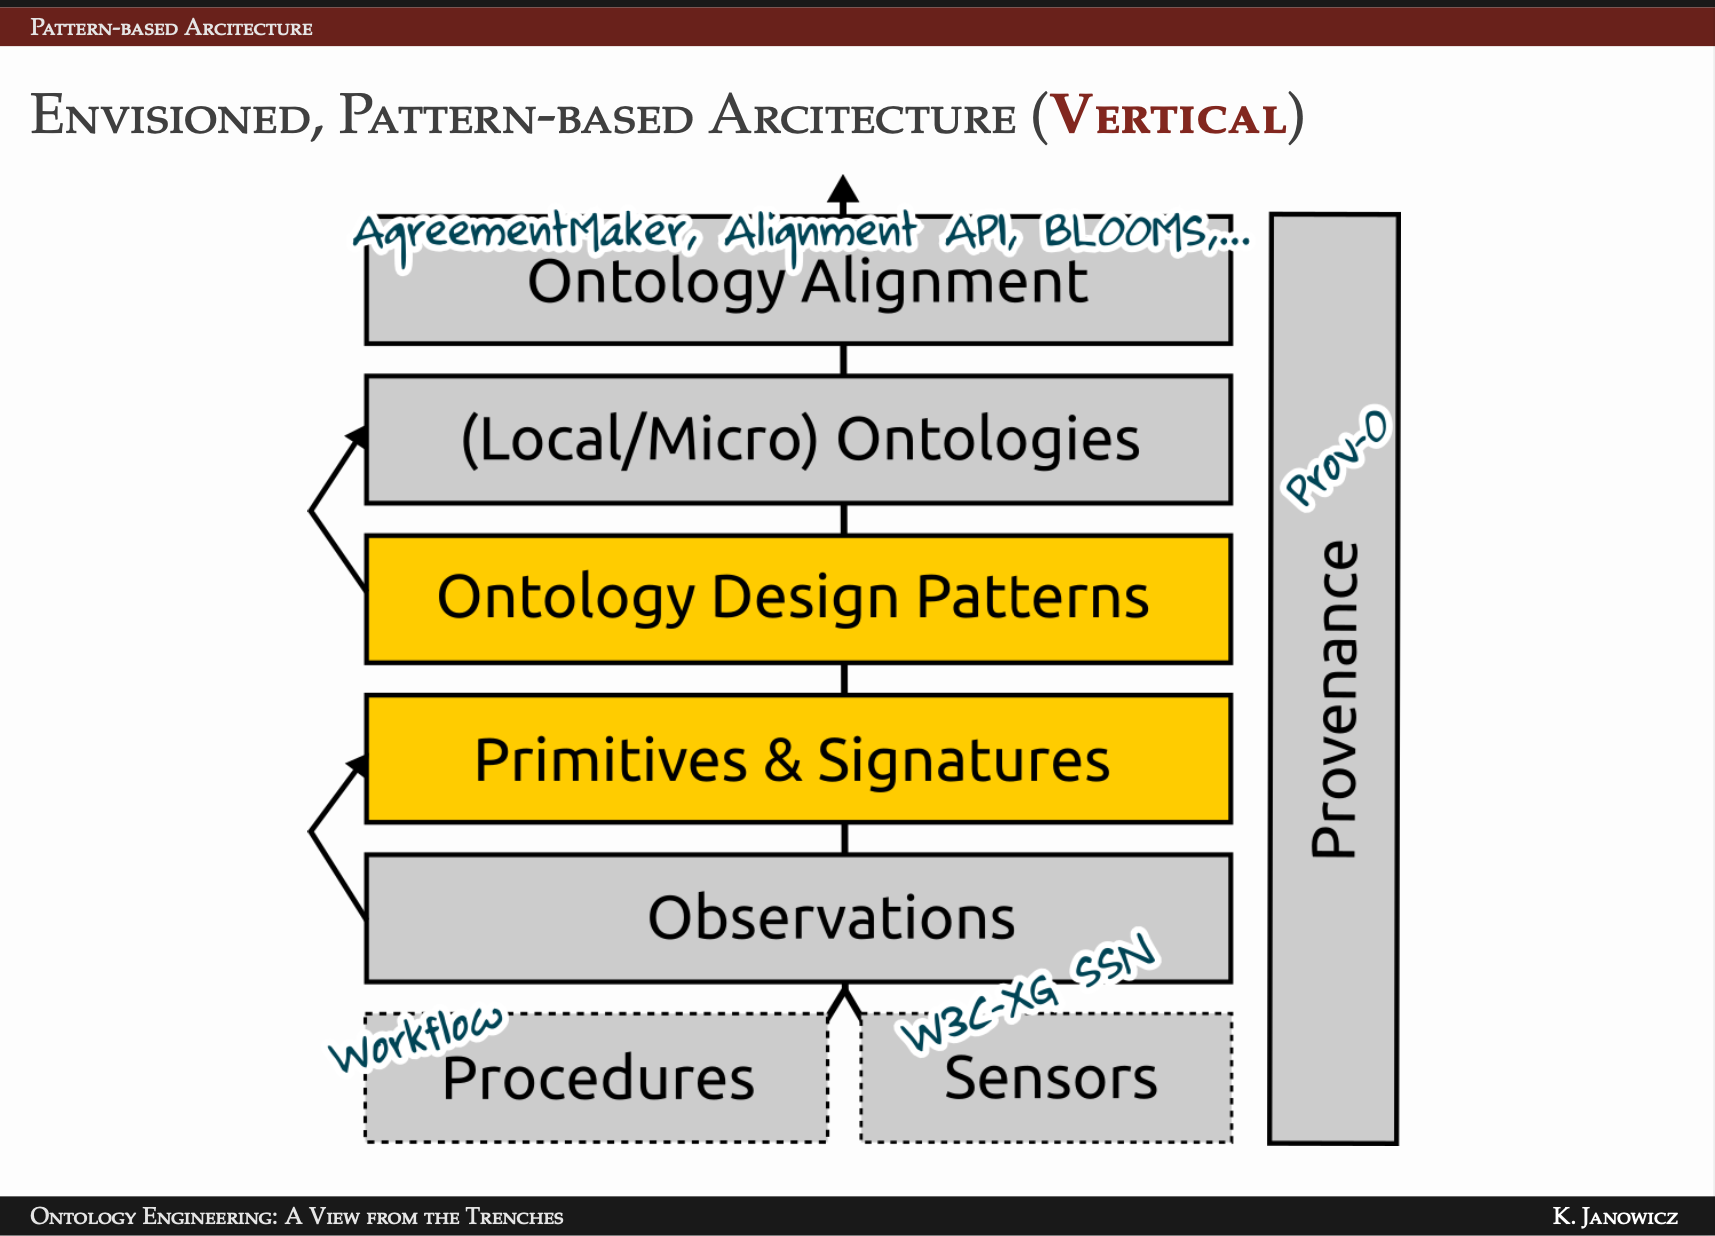 Pattern-based Arcitecture
Envisioned, Pattern-based Arcitecture (Vertical)
AgreementMaker, Alignment API, BLOOMS,...
Ontology Alignment
(Local/Micro) Ontologies
Ontology Design Patterns
Primitives & Signatures
Observations
Workflow
Procedures
W3C-XG SSN
Sensors
Prov-O
Provenance
Ontology Engineering: A View from the Trenches
K. Janowicz